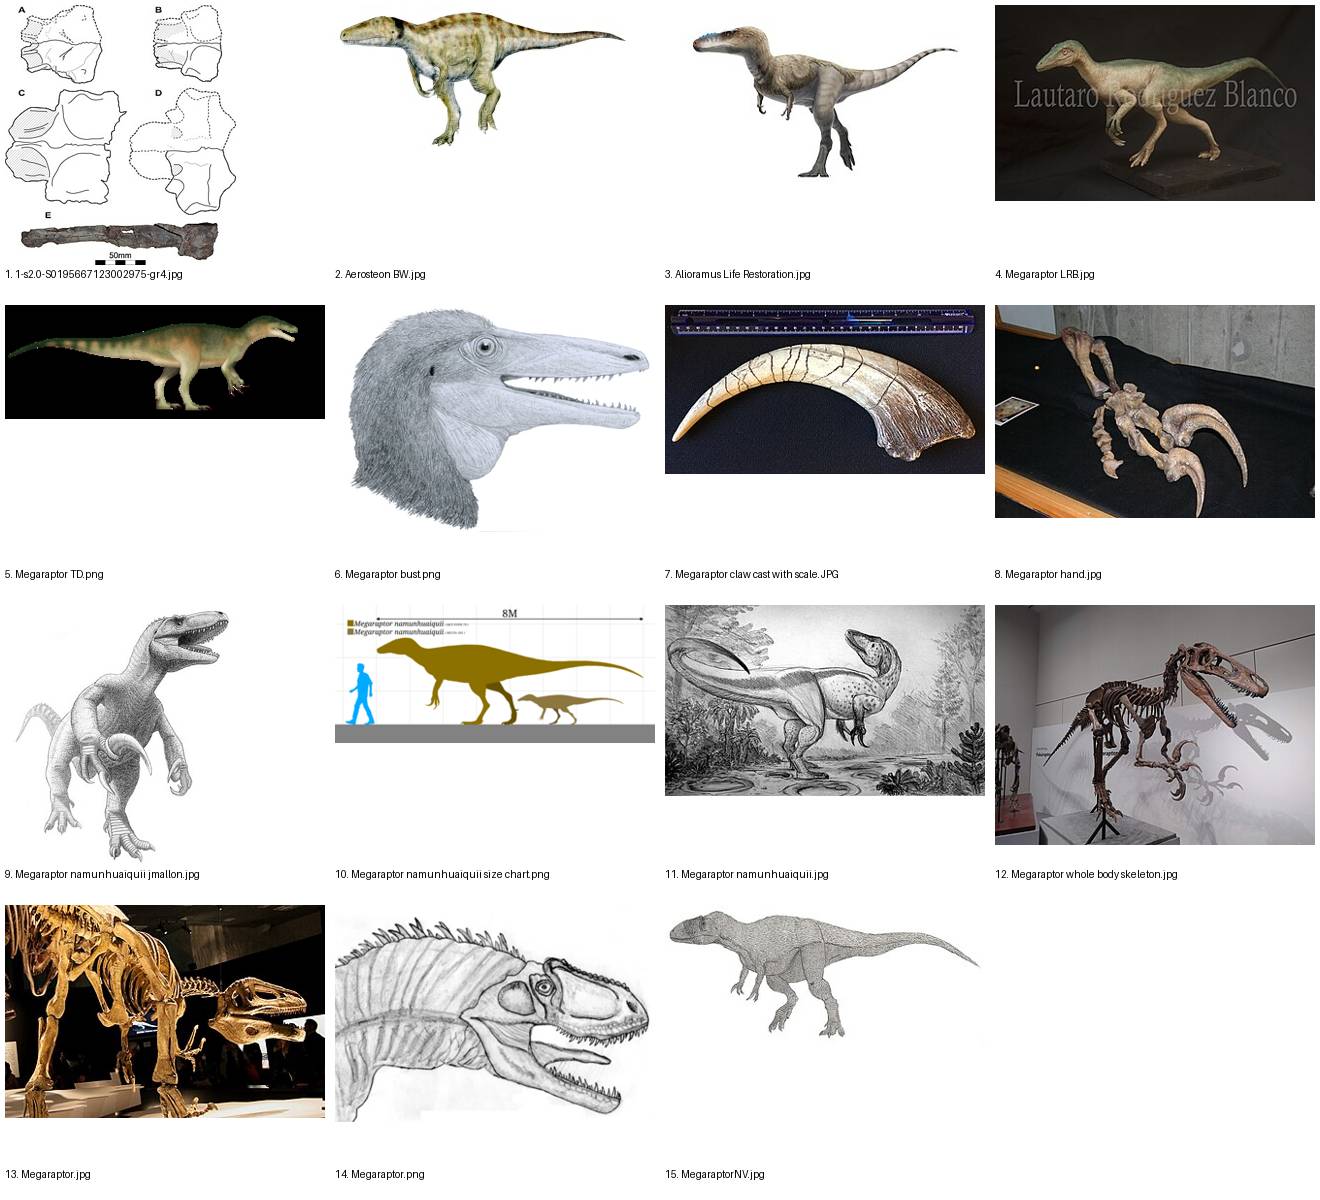 A
B
C
D
E
50mm
1. 1-s2.0-S0195667123002975-gr4.jpg
2. Aerosteon BW.jpg
3. Alioramus Life Restoration.jpg
Lautaro Rodriguez Blanco
4. Megaraptor LRB.jpg
5. Megaraptor TD.png
6. Megaraptor bust.png
7. Megaraptor claw cast with scale.JPG
8. Megaraptor hand.jpg
9. Megaraptor namunhuaiquii jmallon.jpg
8M
Megaraptor namunhuaiquii
Megaraptor namunhuaiquii
10. Megaraptor namunhuaiquii size chart.png
11. Megaraptor namunhuaiquii.jpg
12. Megaraptor whole body skeleton.jpg
13. Megaraptor.jpg
14. Megaraptor.png
15. MegaraptorNV.jpg